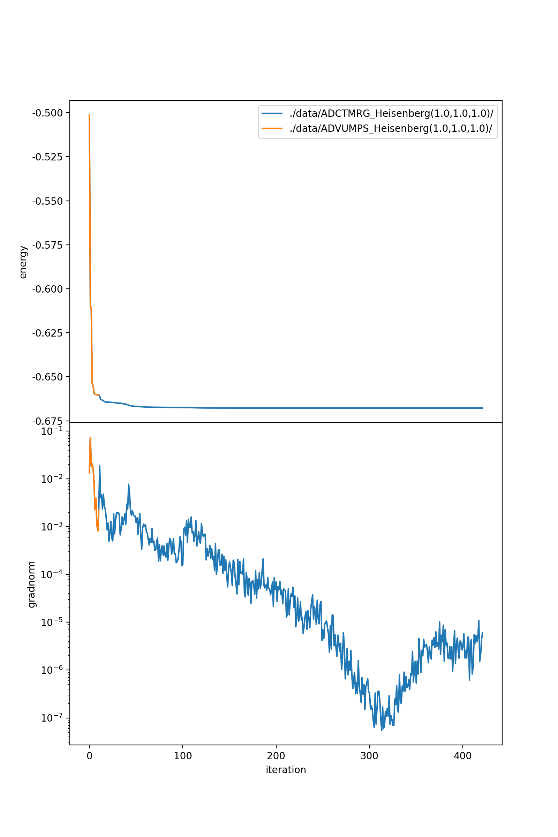 ./data/ADCTMRG_Heisenberg(1.0,1.0,1.0)/
./data/ADVUMPS_Heisenberg(1.0,1.0,1.0)/
energy
-0.500
-0.525
-0.550
-0.575
-0.600
-0.625
-0.650
-0.675
gradnorm
10⁻¹
10⁻²
10⁻³
10⁻⁴
10⁻⁵
10⁻⁶
10⁻⁷
0 100 200 300 400
iteration